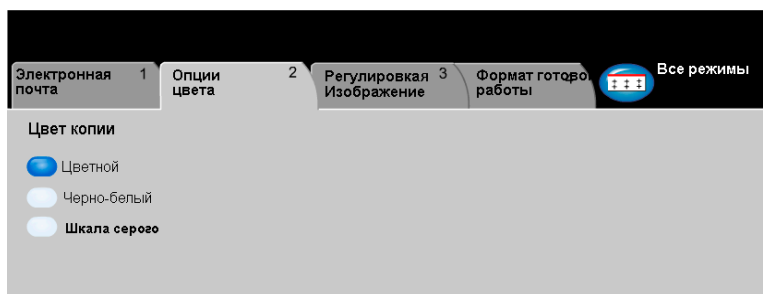 Электронная 1
почта
Опции 2
цвета
Регулировкая 3
Изображение
Формат готово
работы
Все режимы
Цвет копии
Цветной
Черно-белый
Шкала серого